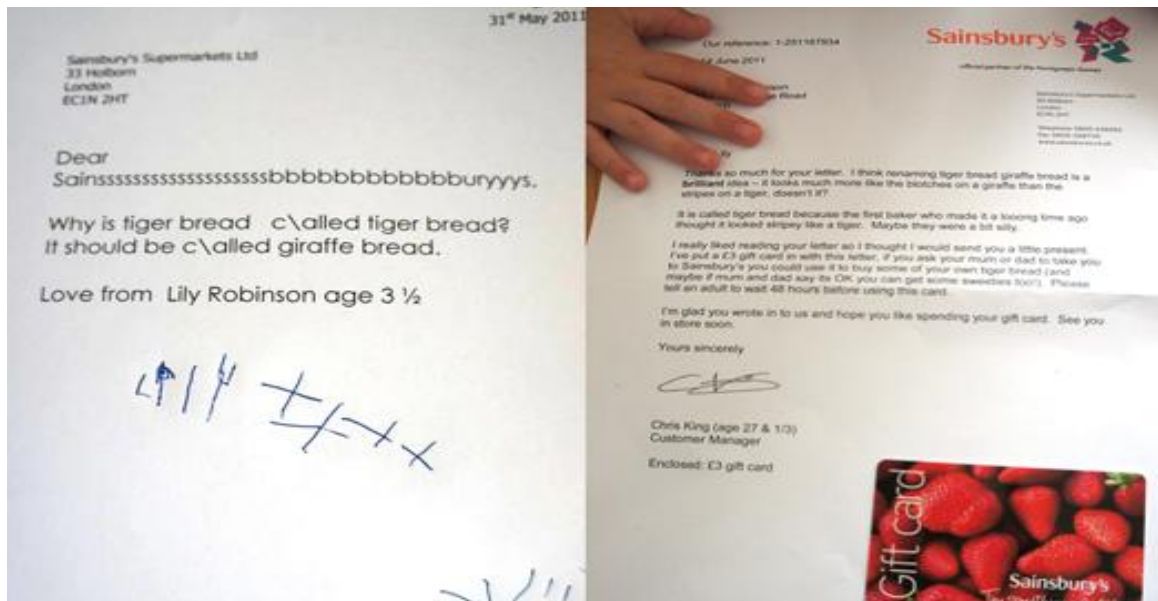 31st May 2011
Sainsbury's Supermarkets Ltd
33 Holborn
London
EC1N 2HT
Dear
Sainsssssssssssssssssssbbbbbbbbbbbbburyyys,
Why is tiger bread c\alled tiger bread?
It should be c\alled giraffe bread.
Love from Lily Robinson age 3 ½
Lily
Sainsbury's
Our reference:
June 2011
Road
Thanks so much for your letter. I think renaming tiger bread giraffe bread is a
brilliant idea – it looks much more like the blotches on a giraffe than the
stripes on a tiger, doesn't it?
It is called tiger bread because the first baker who made it a looong time ago
thought it looked stripey like a tiger. Maybe they were a bit silly.
I really liked reading your letter so I thought I would send you a little present.
I've put a £3 gift card in with this letter, if you ask your mum or dad to take you
to Sainsbury's you could use it to buy some of your own tiger bread (and
maybe if mum and dad say its OK you can get some sweeties too!). Please
tell an adult to wait 48 hours before using this card.
I'm glad you wrote in to us and hope you like spending your gift card. See you
in store soon.
Yours sincerely
Chris King (age 27 & 1/3)
Customer Manager
Enclosed: £3 gift card
Gift Card
Sainsbury's